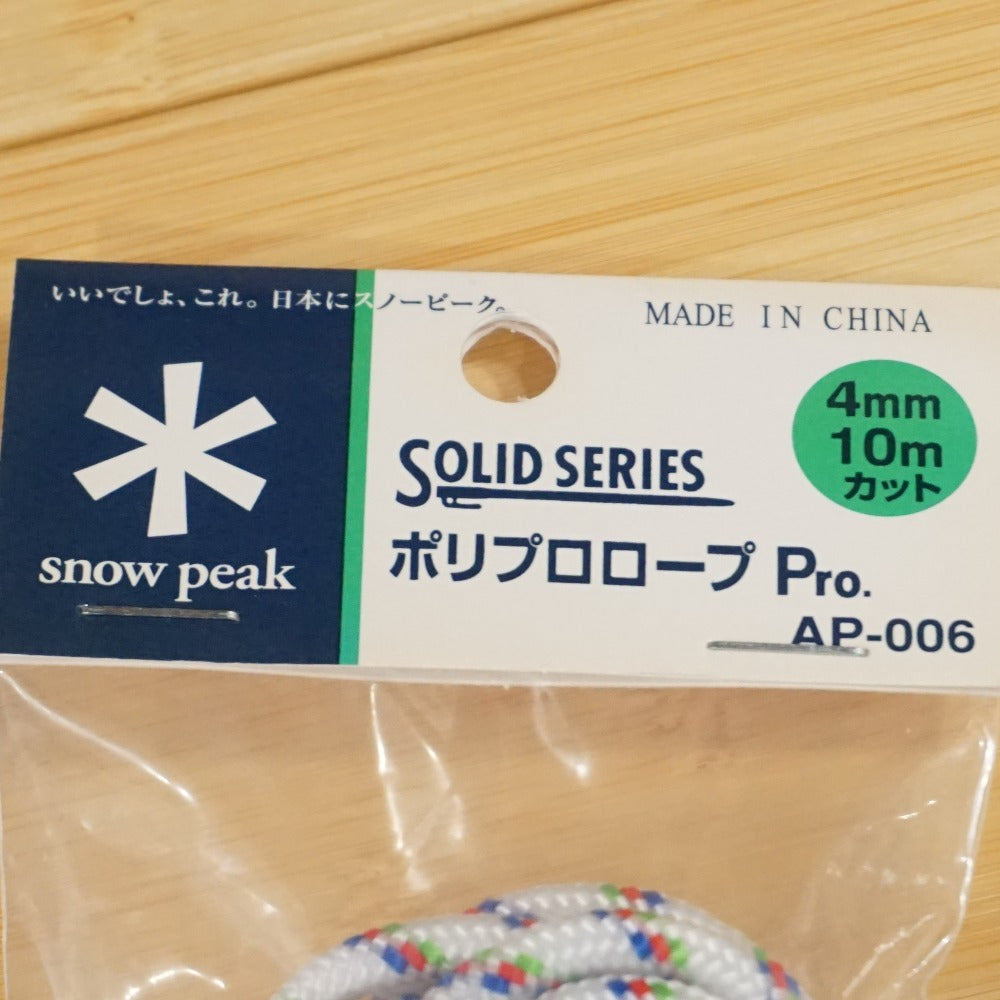 いいでしょ、これ。日本にスノーピーク。
MADE IN CHINA
4mm
10m
カット
SOLID SERIES
snow peak
ポリプロロープ Pro.
AP-006